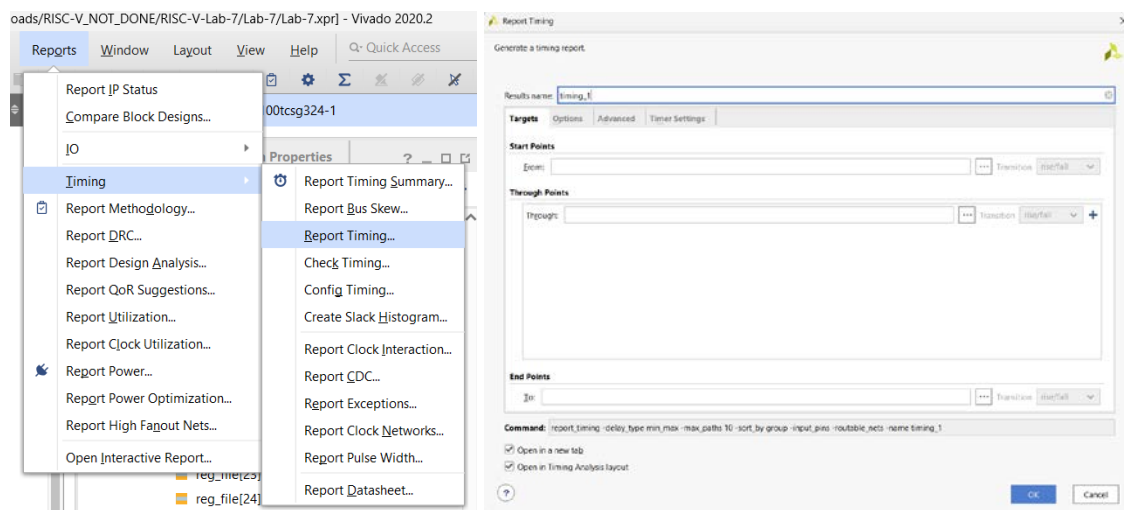 oads/RISC-V_NOT_DONE/RISC-V-Lab-7/Lab-7/Lab-7.xpr] - Vivado 2020.2
Reports Window Layout View Help Quick Access
Report IP Status
Compare Block Designs...
IO
Timing
Report Methodology...
Report DRC...
Report Design Analysis...
Report QoR Suggestions...
Report Utilization...
Report Clock Utilization...
Report Power...
Report Power Optimization...
Report High Fanout Nets...
Open Interactive Report...
100tcsg324-1
Properties
Report Timing Summary...
Report Bus Skew...
Report Timing...
Check Timing...
Config Timing...
Create Slack Histogram...
Report Clock Interaction...
Report CDC...
Report Exceptions...
Report Clock Networks...
Report Pulse Width...
Report Datasheet...
reg_file[25]
reg_file[24]
Report Timing
Generate a timing report.
Results name: timing_1
Targets Options Advanced Timer Settings
Start Points
From: Transition rise/fall
Through Points
Through: Transition rise/fall
End Points
To: Transition rise/fall
Command: report_timing -delay_type min_max -max_paths 10 -sort_by group -input_pins -routable_nets -name timing_1
Open in a new tab
Open in Timing Analysis layout
? OK Cancel